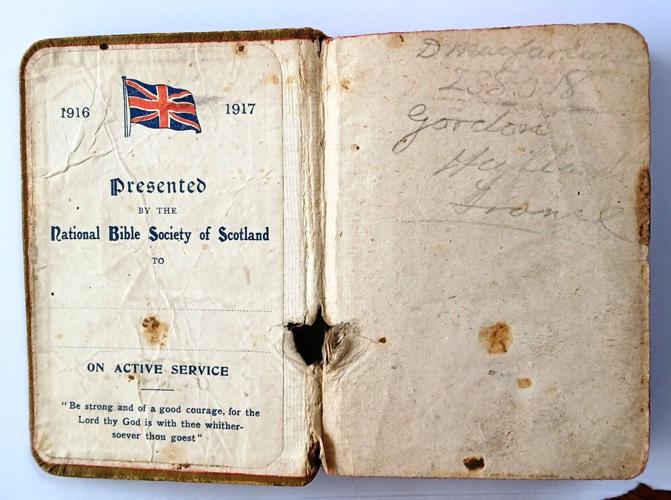 1916 1917
Presented
BY THE
National Bible Society of Scotland
TO
ON ACTIVE SERVICE
"Be strong and of a good courage, for the
Lord thy God is with thee whither-
soever thou goest"
D Macfarlane
Gordon